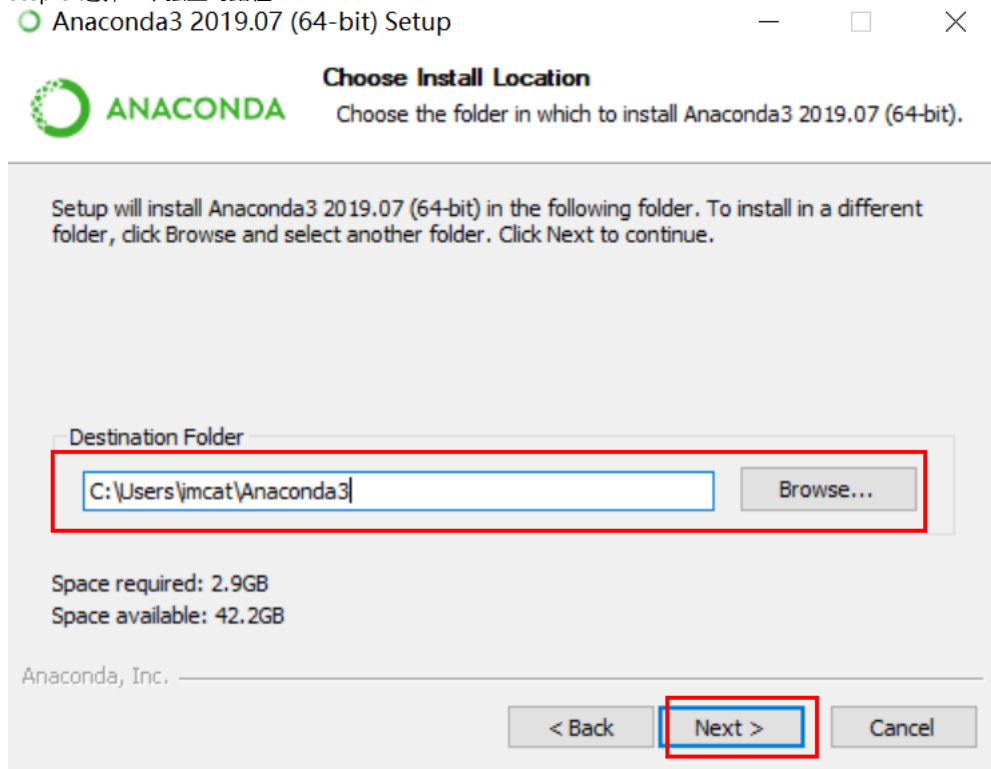 Anaconda3 2019.07 (64-bit) Setup
Choose Install Location
ANACONDA
Choose the folder in which to install Anaconda3 2019.07 (64-bit).
Setup will install Anaconda3 2019.07 (64-bit) in the following folder. To install in a different
folder, click Browse and select another folder. Click Next to continue.
Destination Folder
C:\Users\jmcat\Anaconda3
Browse...
Space required: 2.9GB
Space available: 42.2GB
Anaconda, Inc.
< Back
Next >
Cancel